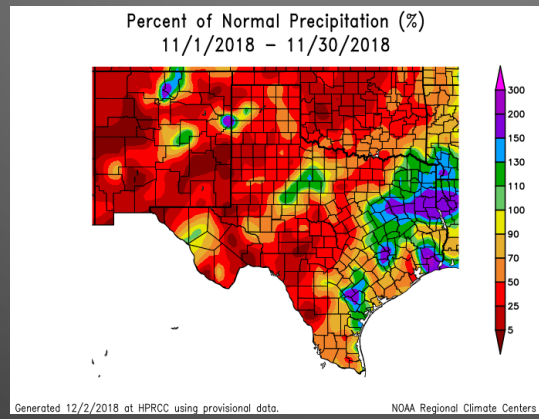 Percent of Normal Precipitation (%)
11/1/2018 – 11/30/2018
300
200
150
130
110
100
90
70
50
25
5
Generated 12/2/2018 at HPRCC using provisional data.
NOAA Regional Climate Centers